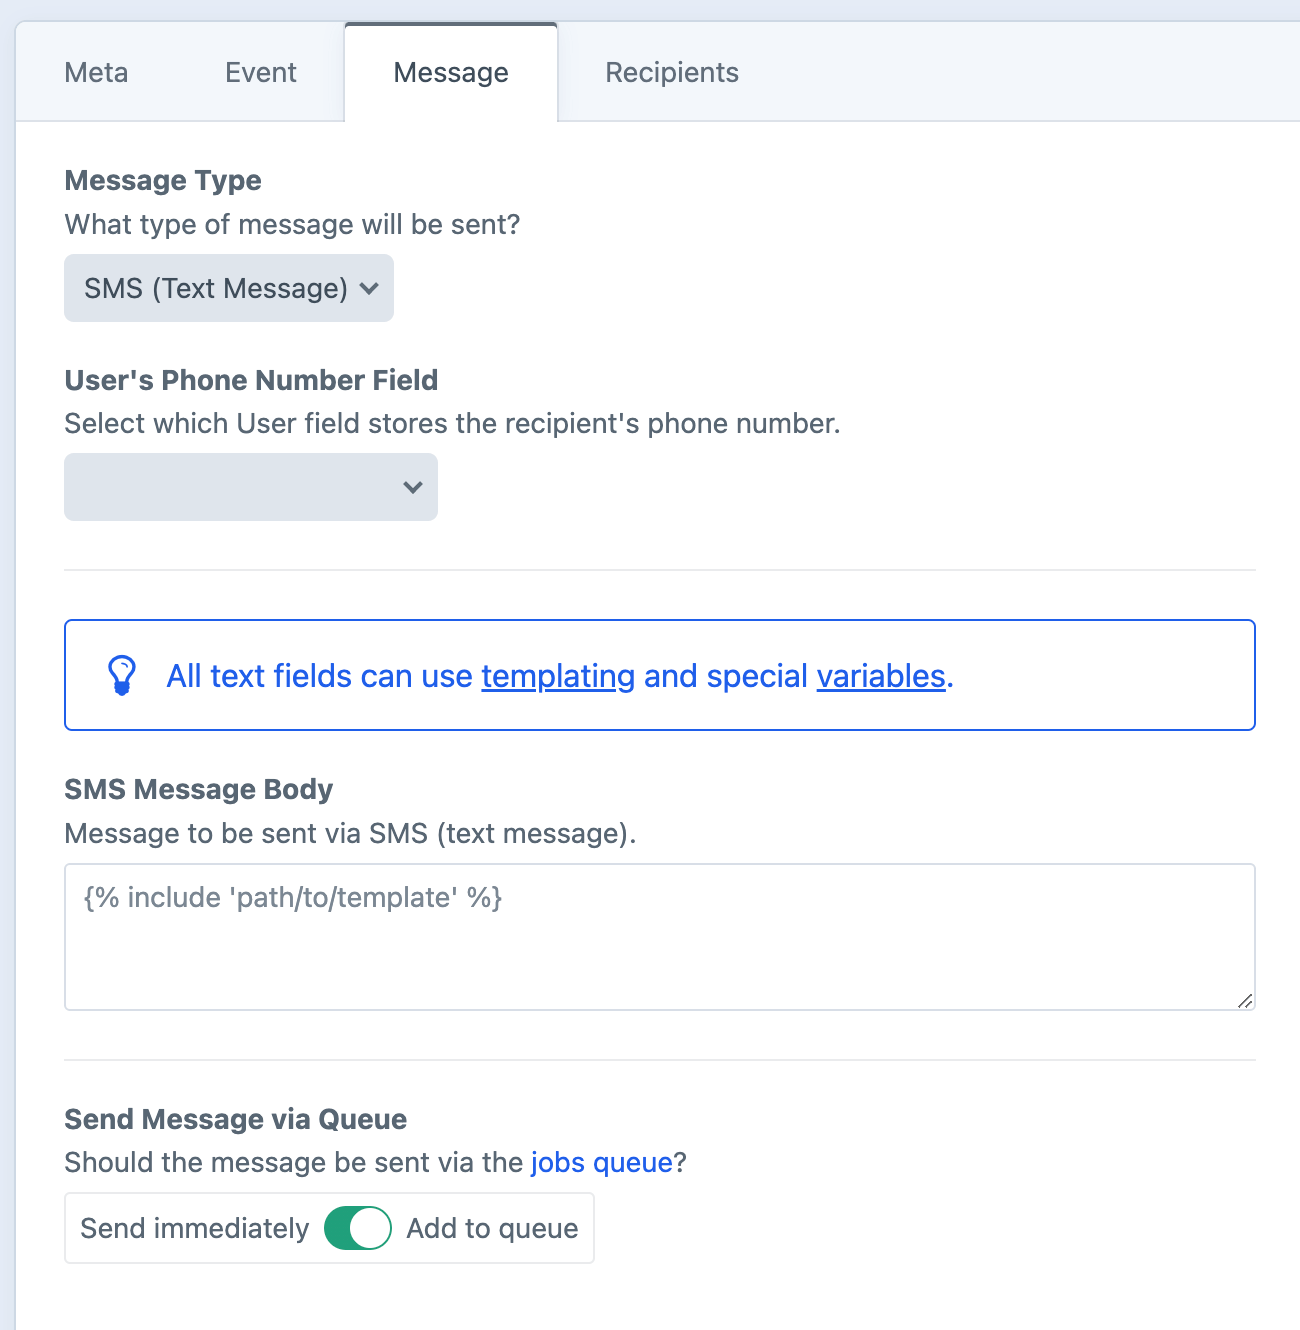 Meta Event Message Recipients
Message Type
What type of message will be sent?
SMS (Text Message)
User's Phone Number Field
Select which User field stores the recipient's phone number.
All text fields can use templating and special variables.
SMS Message Body
Message to be sent via SMS (text message).
{% include 'path/to/template' %}
Send Message via Queue
Should the message be sent via the jobs queue?
Send immediately Add to queue